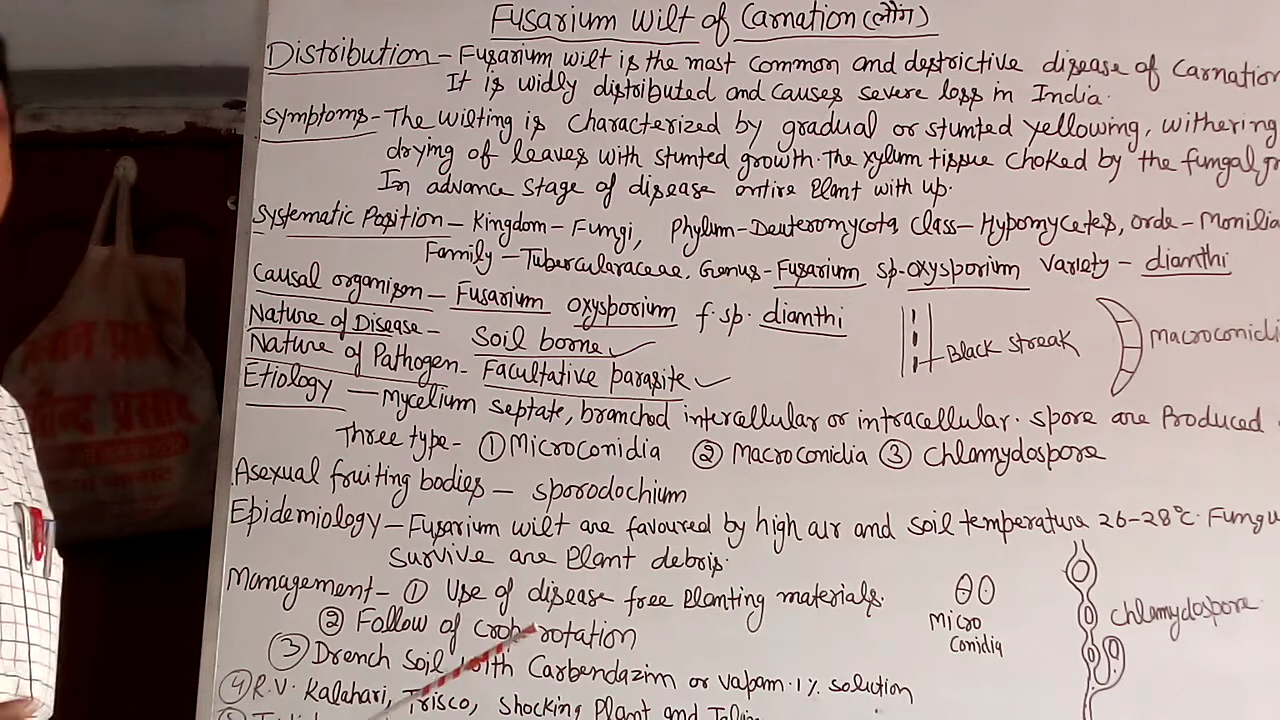 Fusarium Wilt of Carnation (लौंग)
Distribution - Fusarium wilt is the mast common and destrictive disease of Carnation
It is widly distributed and causes severe loss in India.
Symptoms - The wilting is characterized by gradual or stunted yellowing, withering
drying of leaves with stunted growth. The xylum tissue choked by the fungal gr
In advance stage of disease entire Plant with up.
Systematic Position - Kingdom - Fungi, Phylum - Deuteromycota Class - Hypomycetes, orde - Monilia
Family - Tuberculararaceae. Genus - Fusarium sp. oxysporium Variety - dianthi
Causal organism - Fusarium oxysporium f. sp. dianthi
Nature of Disease - Soil borne ✓
Black streak
macroconidi
Nature of Pathogen - Facultative parasite ✓
Etiology - mycelium septate, branchod intercellular or intracellular. Spore are Produced
Three type - ① Microconidia ② Macroconidia ③ Chlamydospore
Asexual fruiting bodies - sporodochium
Epidemiology - Fusarium wilt are favoured by high air and soil temperatura 26-28°C. Fungu
Survive are Plant debris.
Management - ① Use of disease free Planting materials.
② Follow of crop rotation
③ Drench soil with Carbendazim or vapam. 1% solution
④ R.V. Kalahari, Trisco, Shocking Plant and
Micro
Conidia
Chlamydospore